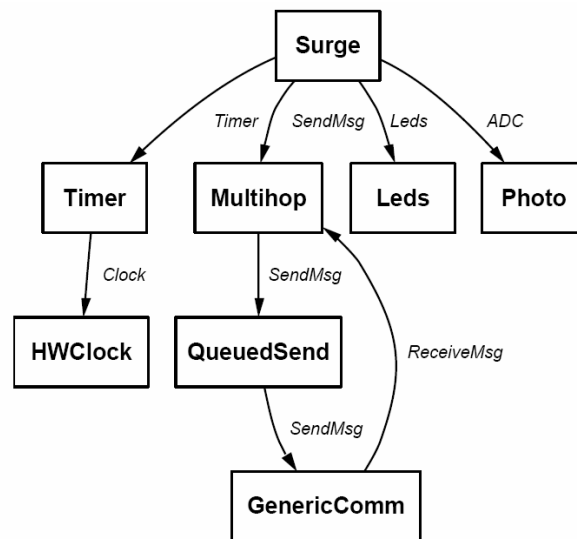 Surge
Timer
SendMsg
Leds
ADC
Timer
Multihop
Leds
Photo
Clock
SendMsg
HWClock
QueuedSend
ReceiveMsg
SendMsg
GenericComm